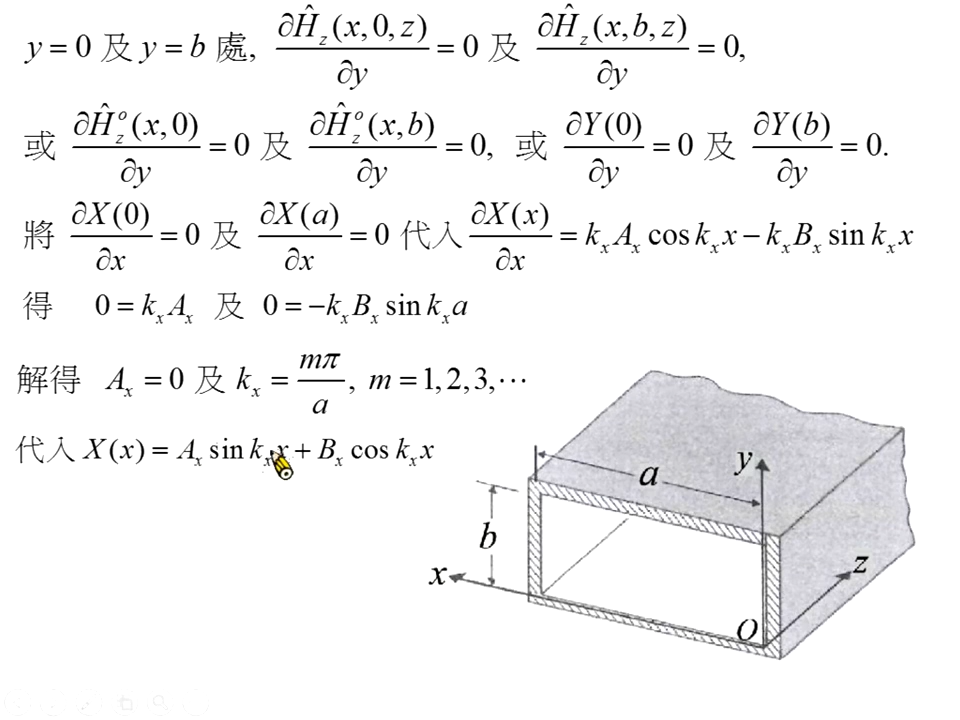 y = 0 及 y = b 處, ∂Ĥ_z(x,0,z)/∂y = 0 及 ∂Ĥ_z(x,b,z)/∂y = 0,
或 ∂Ĥ_z^o(x,0)/∂y = 0 及 ∂Ĥ_z^o(x,b)/∂y = 0, 或 ∂Y(0)/∂y = 0 及 ∂Y(b)/∂y = 0.
將 ∂X(0)/∂x = 0 及 ∂X(a)/∂x = 0 代入 ∂X(x)/∂x = k_x A_x cos k_x x − k_x B_x sin k_x x
得 0 = k_x A_x 及 0 = −k_x B_x sin k_x a
解得 A_x = 0 及 k_x = mπ/a, m = 1,2,3,⋯
代入 X(x) = A_x sin k_x x + B_x cos k_x x
a
y
b
x
z
O